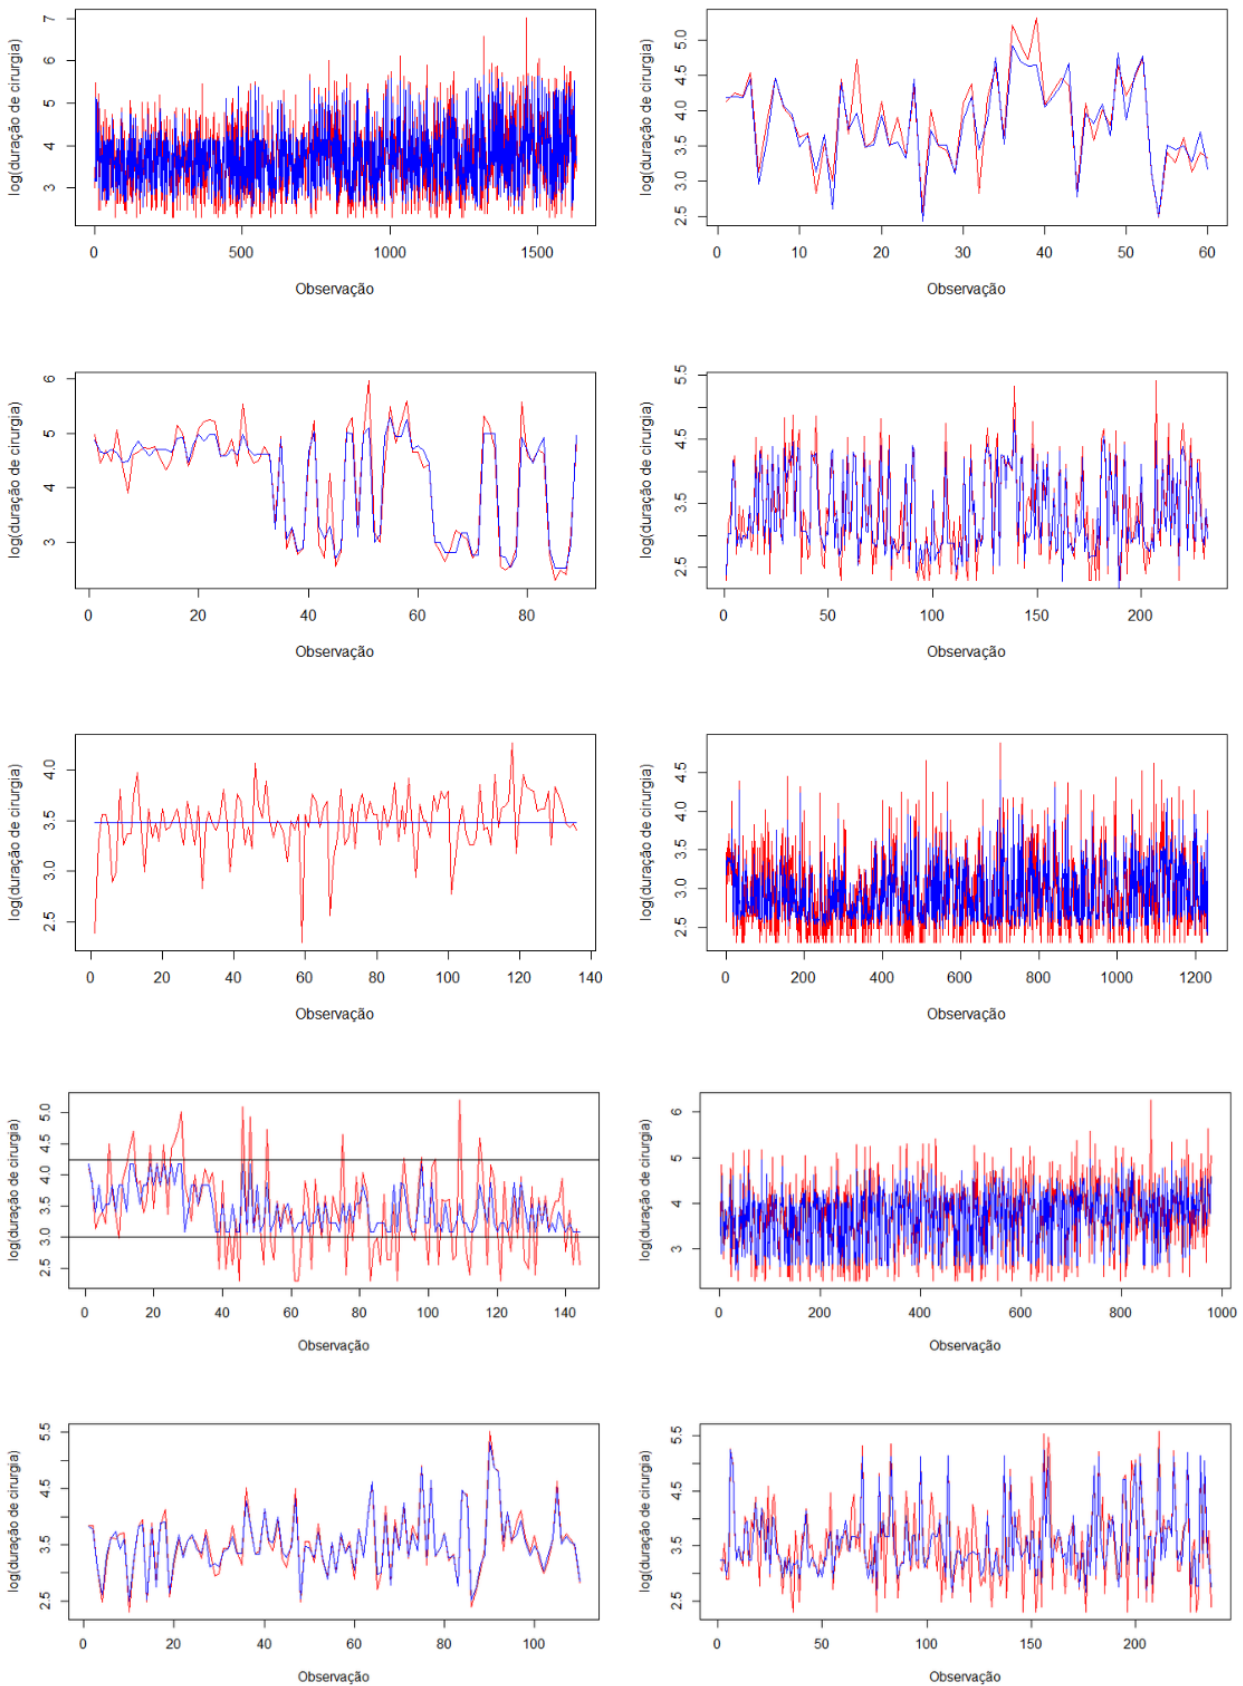 log(duração de cirurgia)
7
6
5
4
3
0 500 1000 1500
Observação
log(duração de cirurgia)
5.0
4.5
4.0
3.5
3.0
2.5
0 10 20 30 40 50 60
Observação
log(duração de cirurgia)
6
5
4
3
0 20 40 60 80
Observação
log(duração de cirurgia)
5.5
4.5
3.5
2.5
0 50 100 150 200
Observação
log(duração de cirurgia)
4.0
3.5
3.0
2.5
0 20 40 60 80 100 120 140
Observação
log(duração de cirurgia)
4.5
4.0
3.5
3.0
2.5
0 200 400 600 800 1000 1200
Observação
log(duração de cirurgia)
5.0
4.5
4.0
3.5
3.0
2.5
0 20 40 60 80 100 120 140
Observação
log(duração de cirurgia)
6
5
4
3
0 200 400 600 800 1000
Observação
log(duração de cirurgia)
5.5
4.5
3.5
2.5
0 20 40 60 80 100
Observação
log(duração de cirurgia)
5.5
4.5
3.5
2.5
0 50 100 150 200
Observação